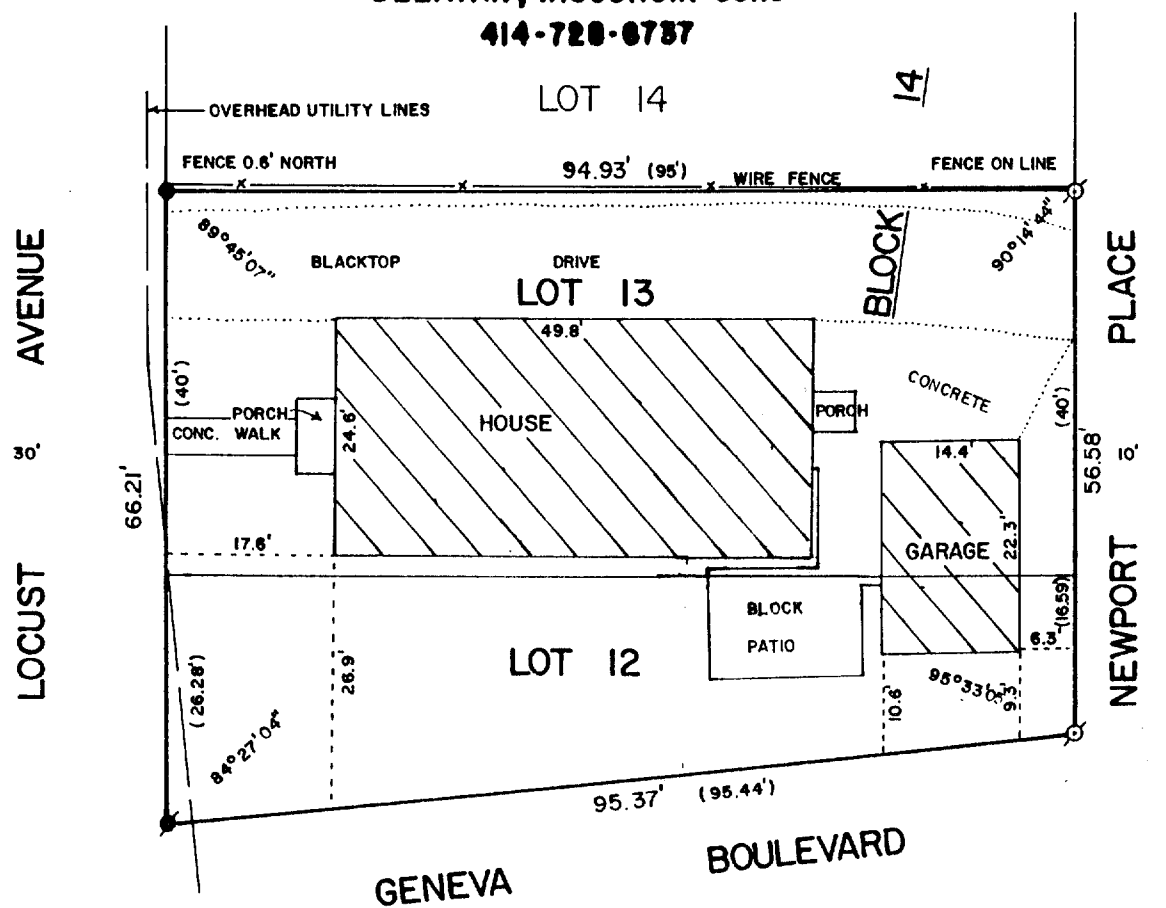 414-728-6737
LOT 14
14
OVERHEAD UTILITY LINES
FENCE 0.6' NORTH
94.93' (95')
WIRE FENCE
FENCE ON LINE
89°45'07"
90°14'44"
BLACKTOP DRIVE
BLOCK
LOT 13
AVENUE
PLACE
49.8'
(40')
CONCRETE
(40')
PORCH
CONC. WALK
24.6'
HOUSE
PORCH
30'
66.21'
14.4'
56.58'
10'
17.6'
GARAGE
22.3'
LOCUST
NEWPORT
BLOCK
PATIO
(16.59)
6.3'
LOT 12
(26.28')
26.9'
84°27'04"
10.6'
95°33'05"
9.3'
95.37' (95.44')
GENEVA BOULEVARD